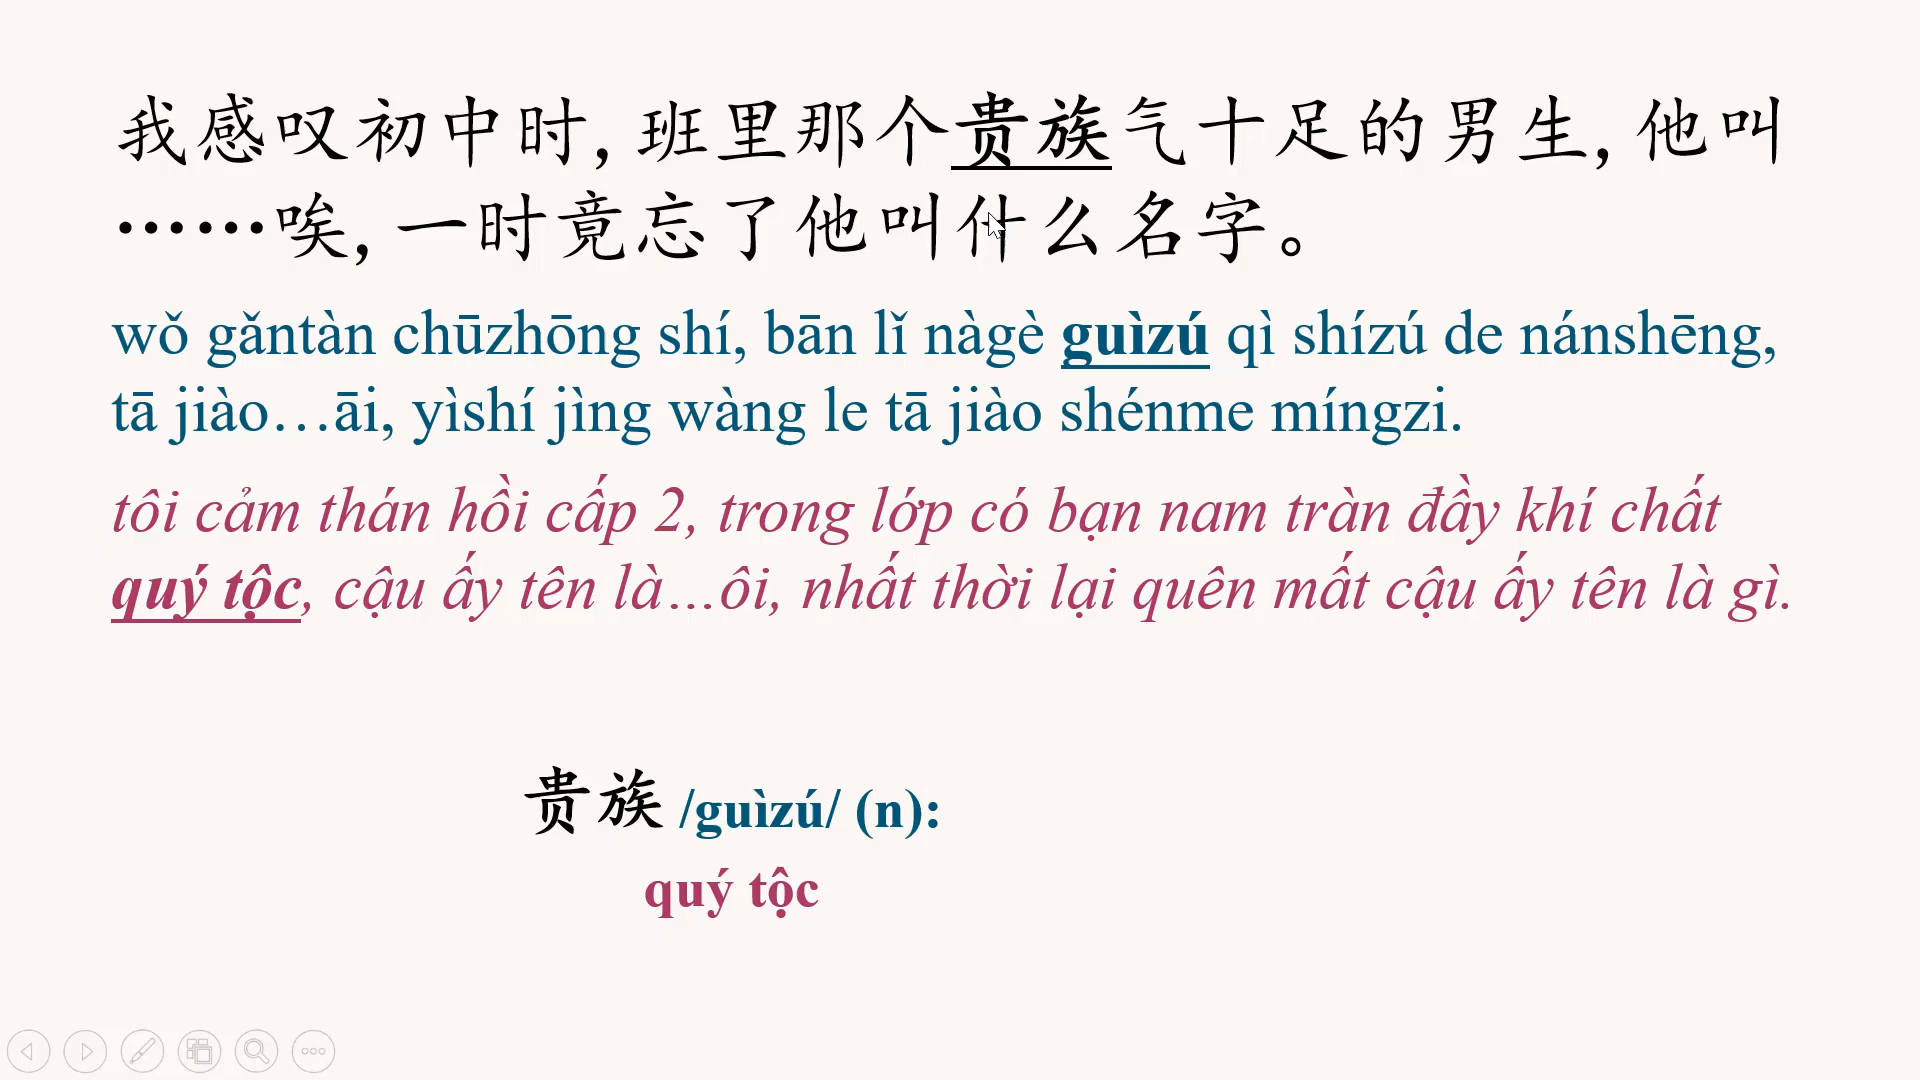 我感叹初中时, 班里那个贵族气十足的男生, 他叫
……唉, 一时竟忘了他叫什么名字。
wǒ gǎntàn chūzhōng shí, bān lǐ nàgè guìzú qì shízú de nánshēng,
tā jiào…āi, yìshí jìng wàng le tā jiào shénme míngzi.
tôi cảm thán hồi cấp 2, trong lớp có bạn nam tràn đầy khí chất
quý tộc, cậu ấy tên là…ôi, nhất thời lại quên mất cậu ấy tên là gì.
贵族 /guìzú/ (n):
quý tộc